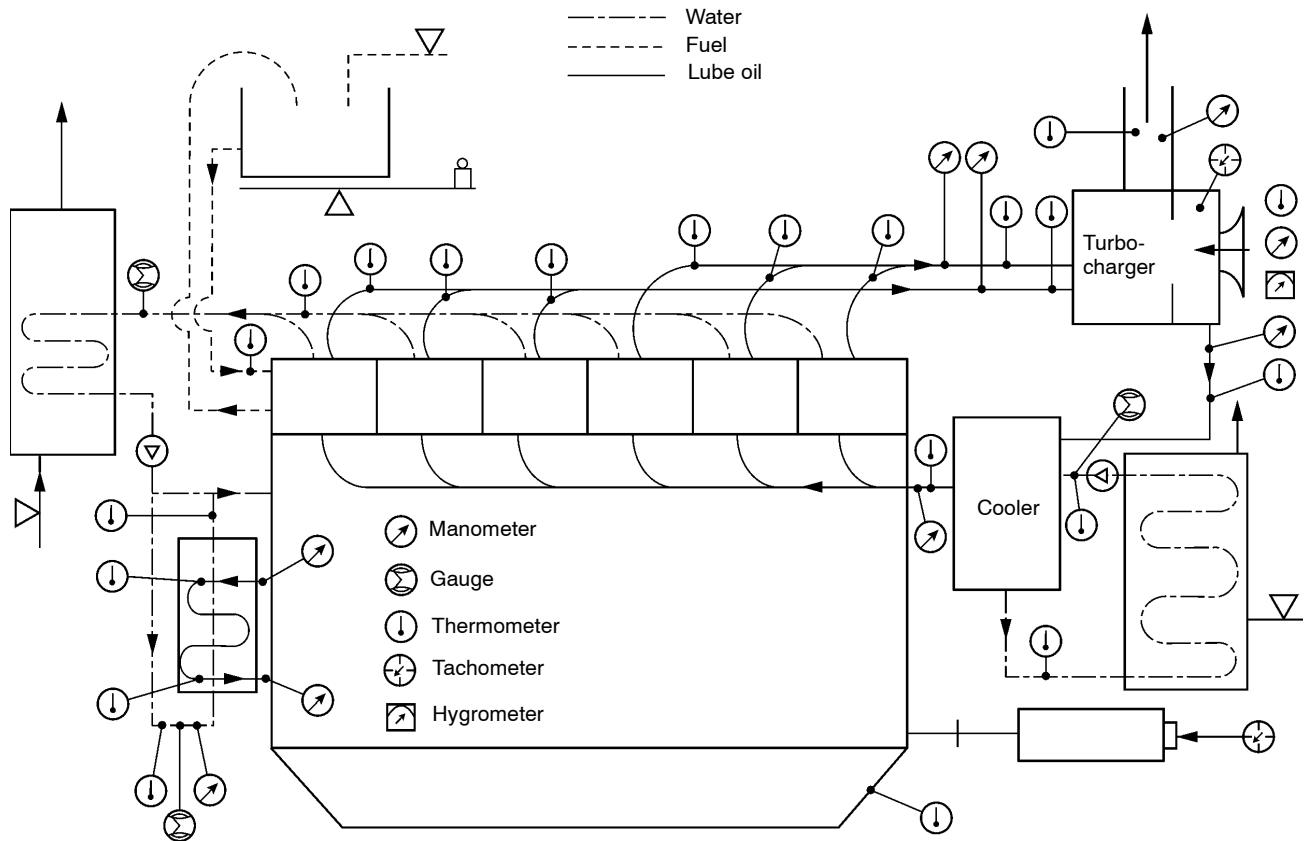 Water
Fuel
Lube oil
Turbo-
charger
Cooler
Manometer
Gauge
Thermometer
Tachometer
Hygrometer